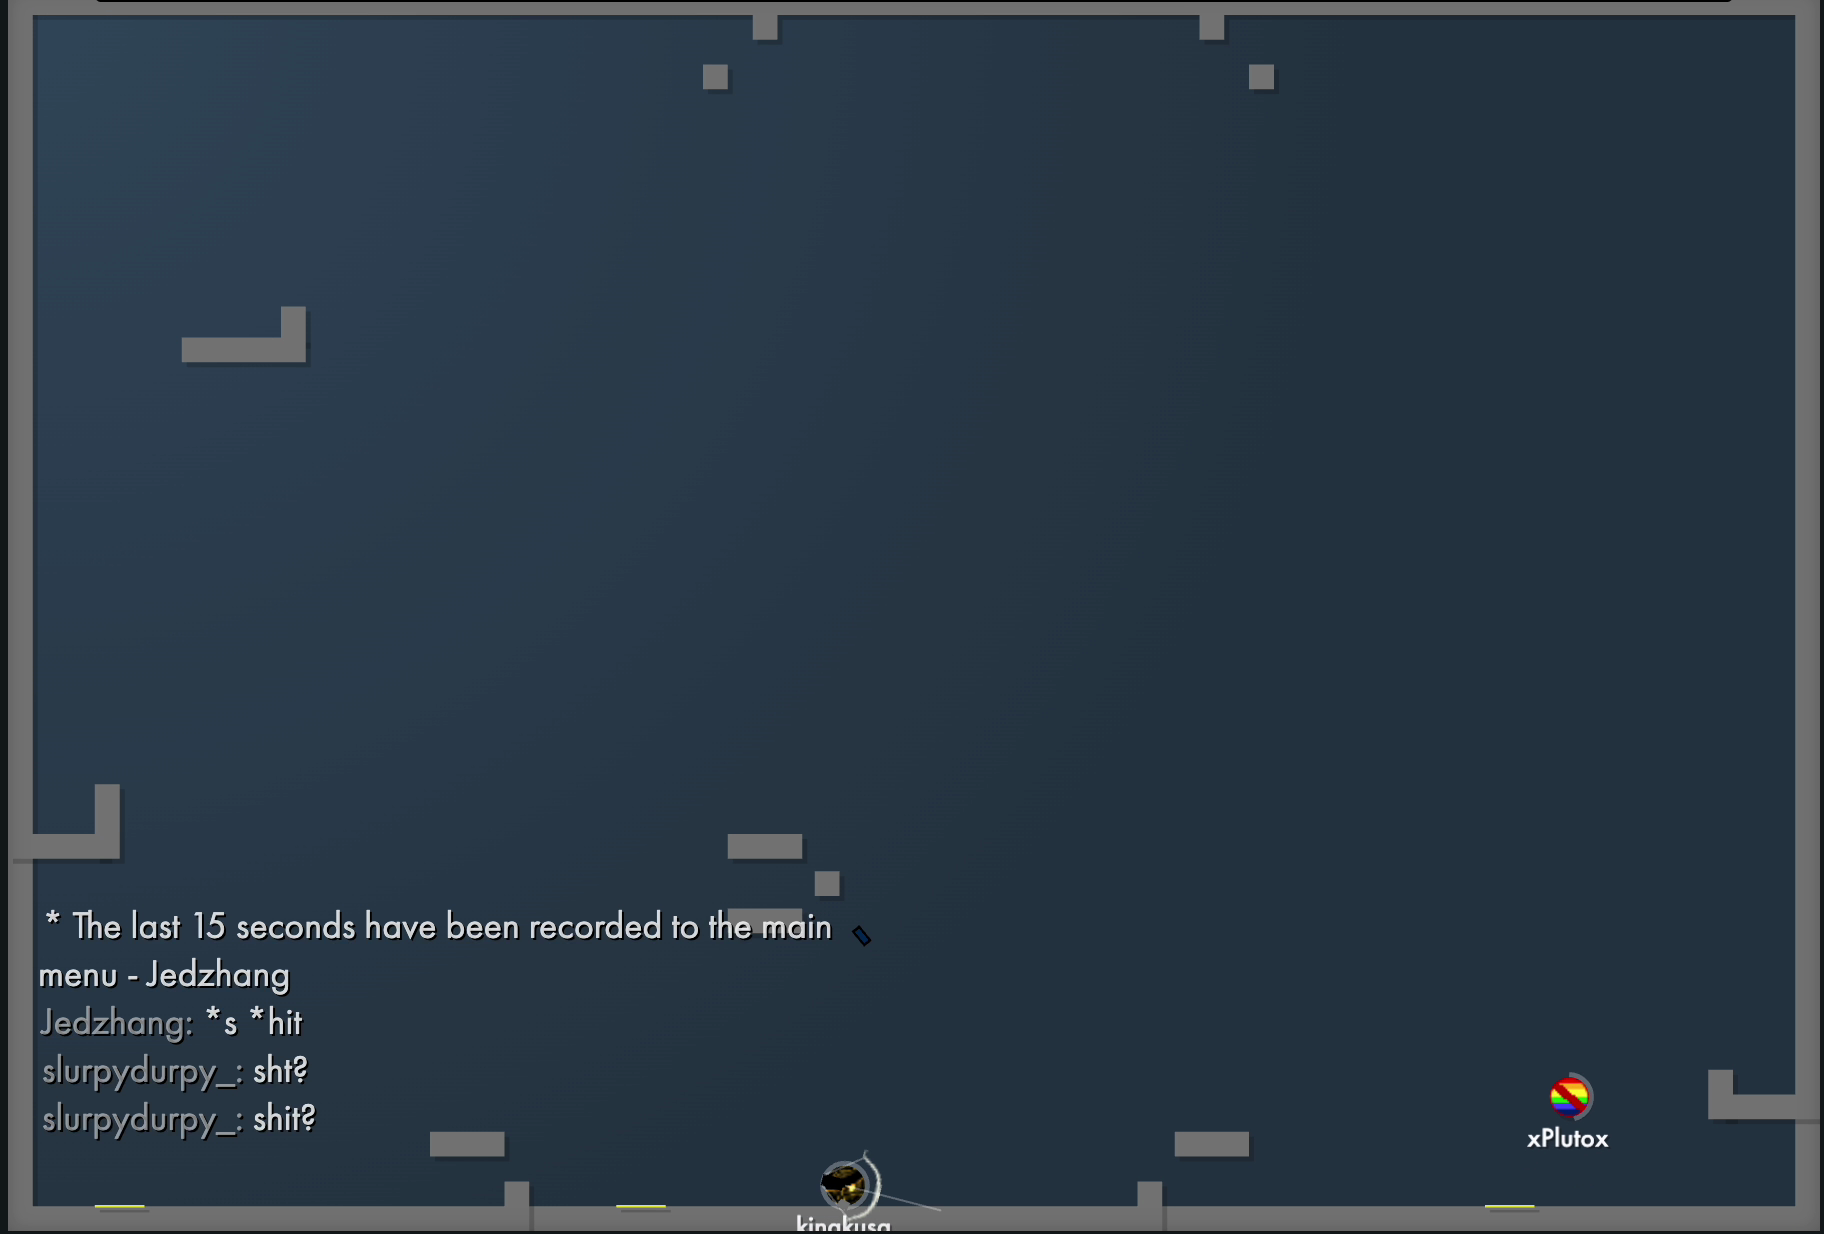 * The last 15 seconds have been recorded to the main
menu - Jedzhang
Jedzhang: *s *hit
slurpydurpy_: sht?
slurpydurpy_: shit?
xPlutox
kingkusa